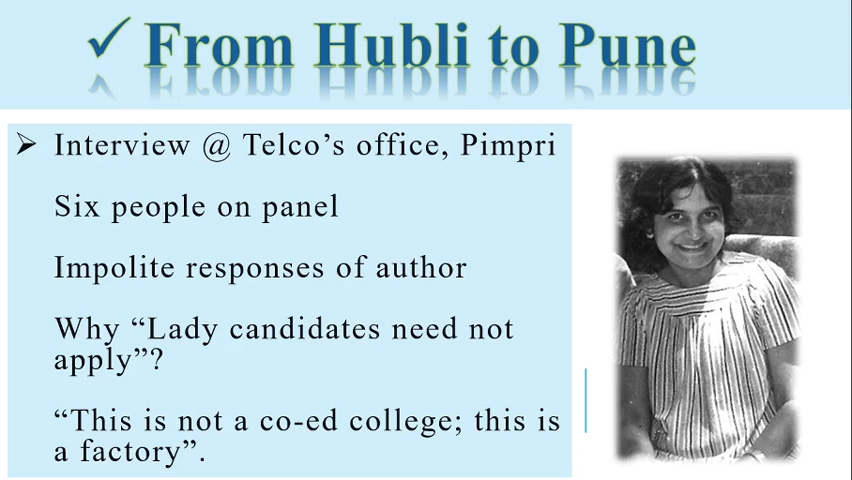 ✓ From Hubli to Pune
➢ Interview @ Telco’s office, Pimpri
Six people on panel
Impolite responses of author
Why “Lady candidates need not
apply”?
“This is not a co-ed college; this is
a factory”.